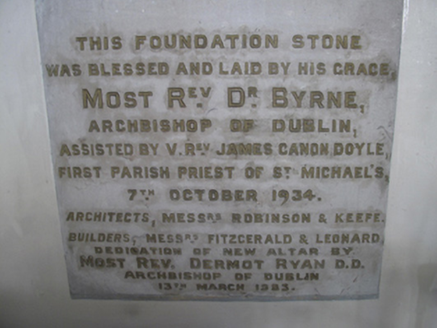 THIS FOUNDATION STONE
WAS BLESSED AND LAID BY HIS GRACE,
MOST REV. DR. BYRNE,
ARCHBISHOP OF DUBLIN,
ASSISTED BY V. REV. JAMES CANON DOYLE,
FIRST PARISH PRIEST OF ST. MICHAEL'S,
7TH OCTOBER 1934.
ARCHITECTS, MESSRS ROBINSON & KEEFE.
BUILDERS, MESSRS FITZGERALD & LEONARD,
DEDICATION OF NEW ALTAR BY
MOST REV. DERMOT RYAN D.D.
ARCHBISHOP OF DUBLIN
13TH MARCH 1983.